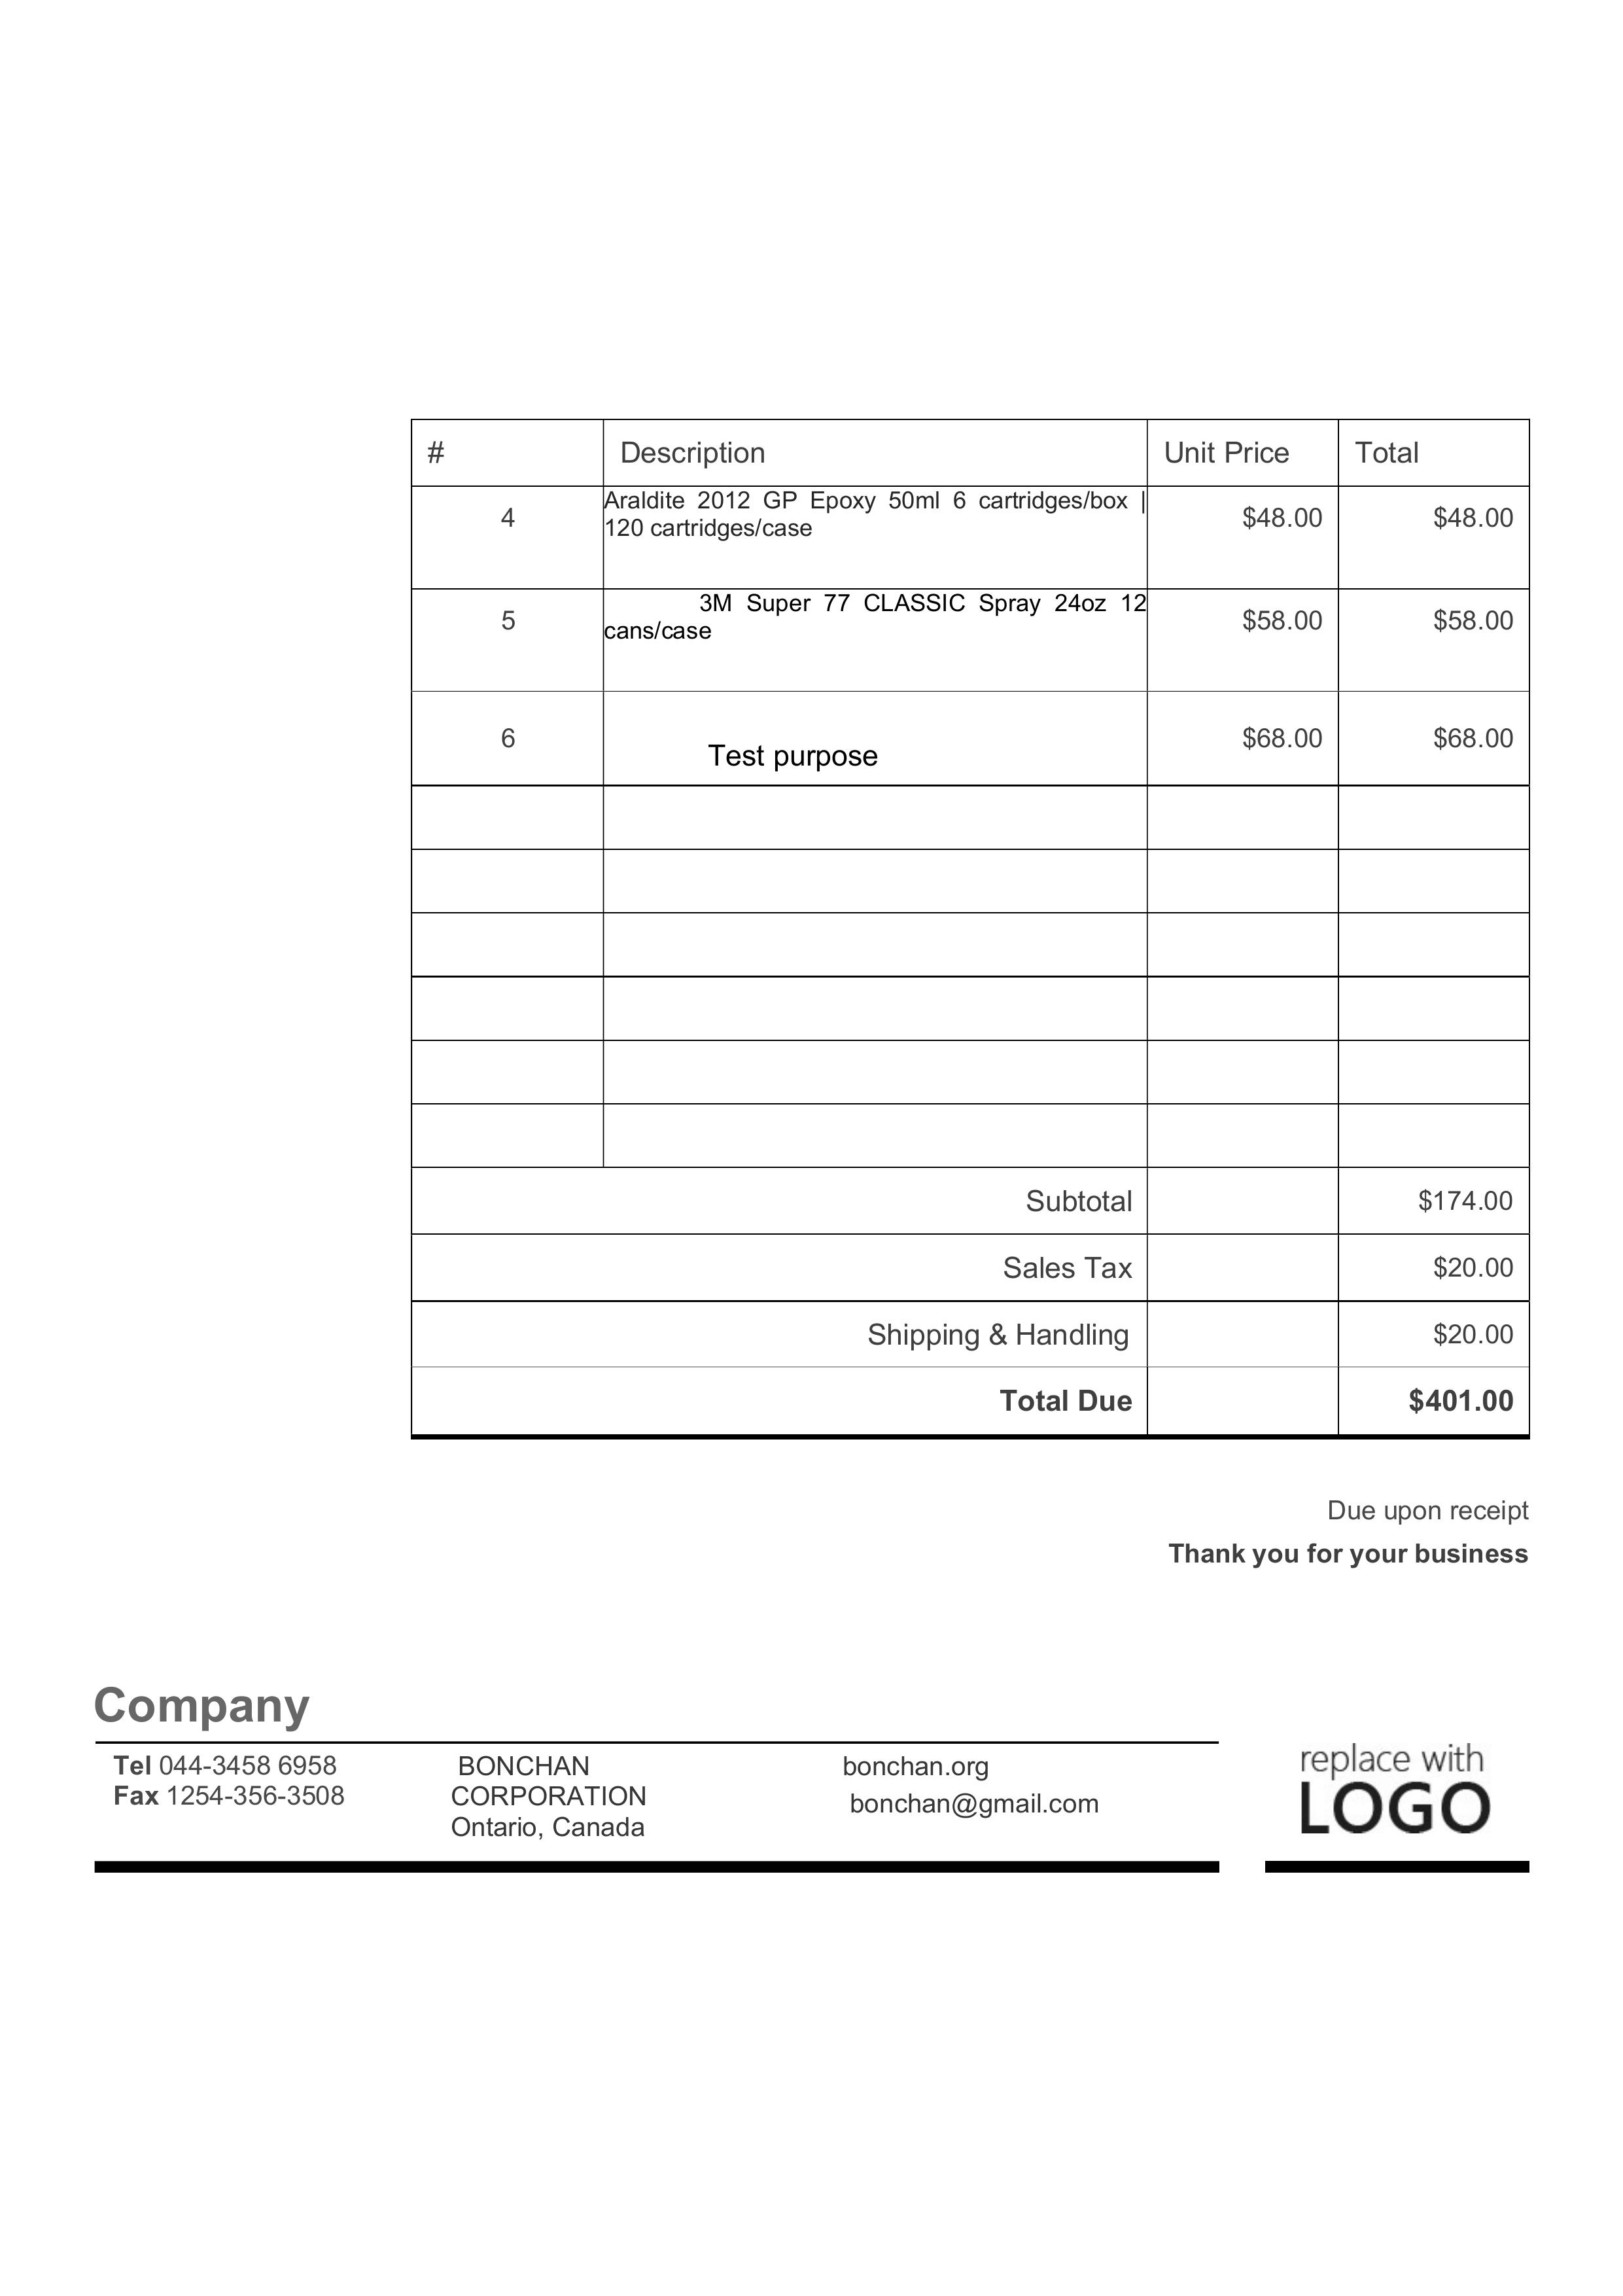 # Description Unit Price Total
4 Araldite 2012 GP Epoxy 50ml 6 cartridges/box | $48.00 $48.00
120 cartridges/case
5 3M Super 77 CLASSIC Spray 24oz 12 $58.00 $58.00
cans/case
6 Test purpose $68.00 $68.00
Subtotal $174.00
Sales Tax $20.00
Shipping & Handling $20.00
Total Due $401.00
Due upon receipt
Thank you for your business
Company
Tel 044-3458 6958
Fax 1254-356-3508
BONCHAN
CORPORATION
Ontario, Canada
bonchan.org
bonchan@gmail.com
replace with
LOGO